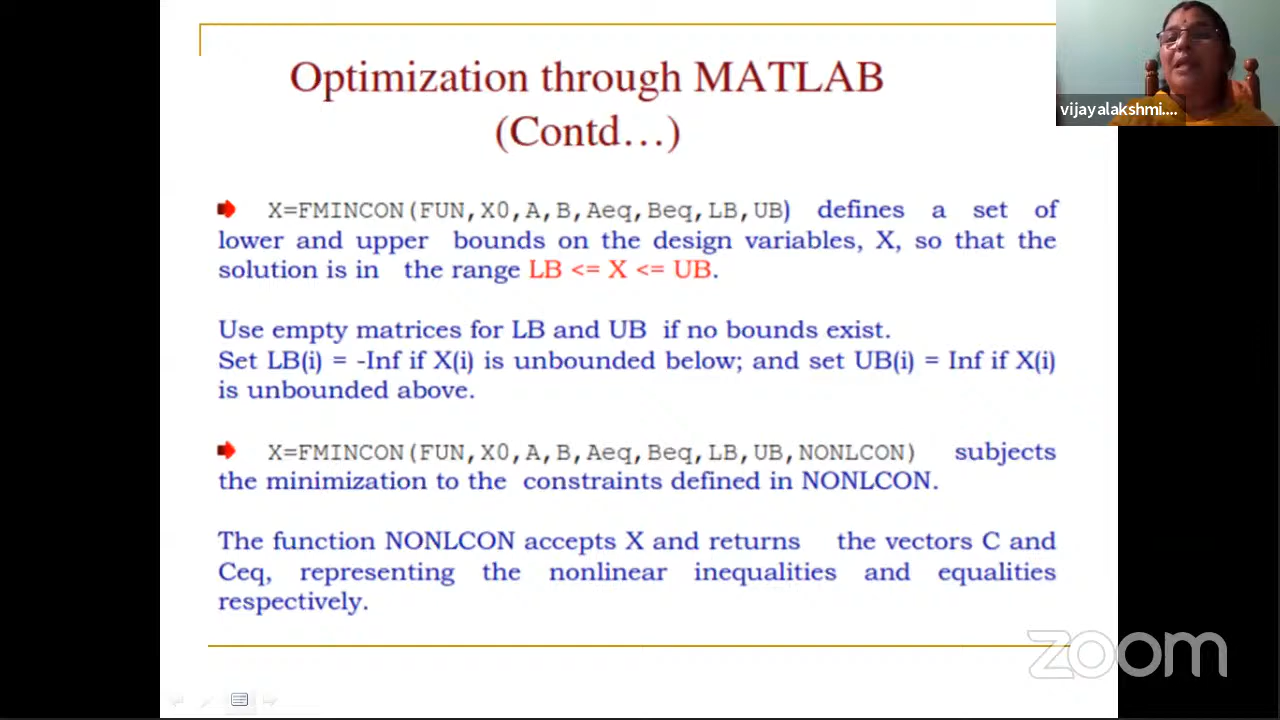 Optimization through MATLAB
(Contd…)
vijayalakshmi....
X=FMINCON(FUN,X0,A,B,Aeq,Beq,LB,UB) defines a set of
lower and upper bounds on the design variables, X, so that the
solution is in the range LB <= X <= UB.
Use empty matrices for LB and UB if no bounds exist.
Set LB(i) = -Inf if X(i) is unbounded below; and set UB(i) = Inf if X(i)
is unbounded above.
X=FMINCON(FUN,X0,A,B,Aeq,Beq,LB,UB,NONLCON) subjects
the minimization to the constraints defined in NONLCON.
The function NONLCON accepts X and returns the vectors C and
Ceq, representing the nonlinear inequalities and equalities
respectively.
zoom